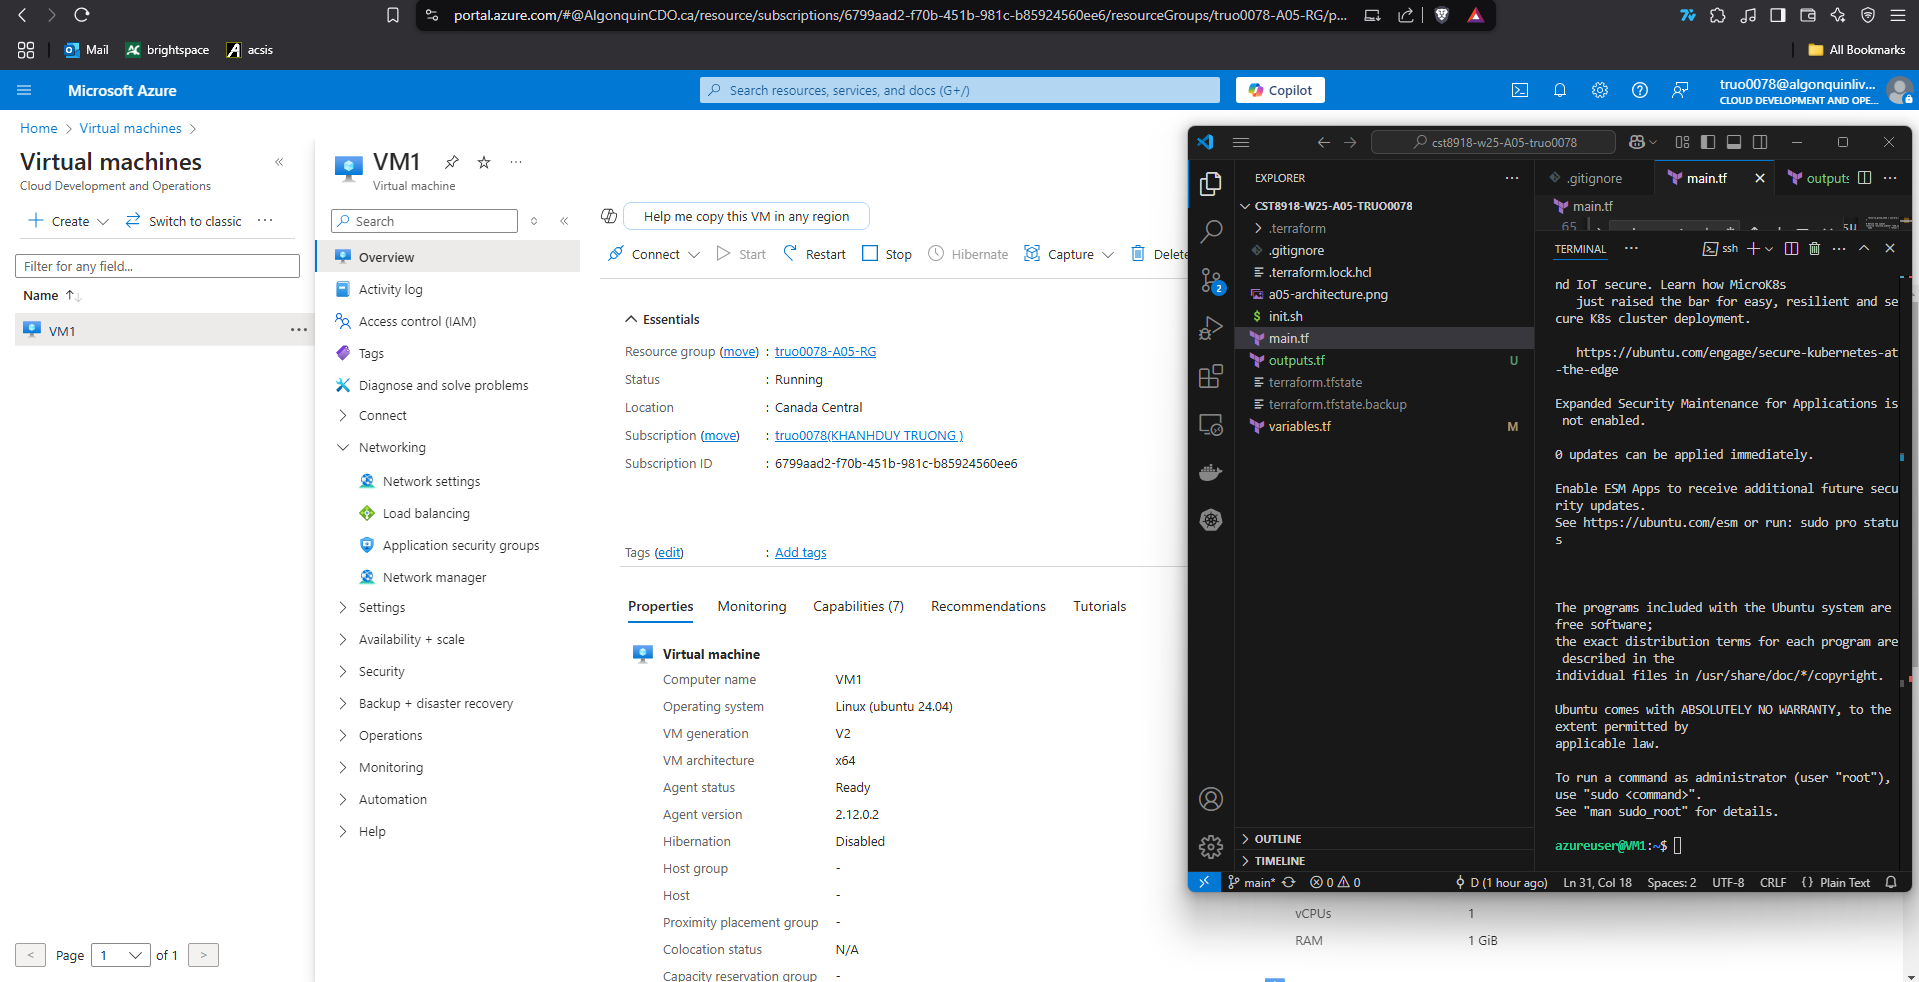 portal.azure.com/#@AlgonquinCDO.ca/resource/subscriptions/6799aad2-f70b-451b-981c-b85924560ee6/resourceGroups/truo0078-A05-RG/p...
Mail
brightspace
acsis
All Bookmarks
Microsoft Azure
Search resources, services, and docs (G+/)
Copilot
truo0078@algonquinliv...
CLOUD DEVELOPMENT AND OPE...
Home > Virtual machines >
Virtual machines
Cloud Development and Operations
Create
Switch to classic
Filter for any field...
Name
VM1
Page 1 of 1
VM1
Virtual machine
Search
Overview
Activity log
Access control (IAM)
Tags
Diagnose and solve problems
Connect
Networking
Network settings
Load balancing
Application security groups
Network manager
Settings
Availability + scale
Security
Backup + disaster recovery
Operations
Monitoring
Automation
Help
Help me copy this VM in any region
Connect
Start
Restart
Stop
Hibernate
Capture
Delete
Essentials
Resource group (move) : truo0078-A05-RG
Status : Running
Location : Canada Central
Subscription (move) : truo0078(KHANHDUY TRUONG )
Subscription ID : 6799aad2-f70b-451b-981c-b85924560ee6
Tags (edit) : Add tags
Properties
Monitoring
Capabilities (7)
Recommendations
Tutorials
Virtual machine
Computer name VM1
Operating system Linux (ubuntu 24.04)
VM generation V2
VM architecture x64
Agent status Ready
Agent version 2.12.0.2
Hibernation Disabled
Host group -
Host -
Proximity placement group -
Colocation status N/A
Capacity reservation group -
vCPUs 1
RAM 1 GiB
cst8918-w25-A05-truo0078
EXPLORER
CST8918-W25-A05-TRUO0078
.terraform
.gitignore
.terraform.lock.hcl
a05-architecture.png
$ init.sh
main.tf
outputs.tf U
terraform.tfstate
terraform.tfstate.backup
variables.tf M
OUTLINE
TIMELINE
2
.gitignore
main.tf
outputs
main.tf
65
TERMINAL
ssh
nd IoT secure. Learn how MicroK8s
just raised the bar for easy, resilient and se
cure K8s cluster deployment.
https://ubuntu.com/engage/secure-kubernetes-at
-the-edge
Expanded Security Maintenance for Applications is
not enabled.
0 updates can be applied immediately.
Enable ESM Apps to receive additional future secu
rity updates.
See https://ubuntu.com/esm or run: sudo pro statu
s
The programs included with the Ubuntu system are
free software;
the exact distribution terms for each program are
described in the
individual files in /usr/share/doc/*/copyright.
Ubuntu comes with ABSOLUTELY NO WARRANTY, to the
extent permitted by
applicable law.
To run a command as administrator (user "root"),
use "sudo <command>".
See "man sudo_root" for details.
azureuser@VM1:~$
main*
0 0
D (1 hour ago)
Ln 31, Col 18
Spaces: 2
UTF-8
CRLF
{} Plain Text